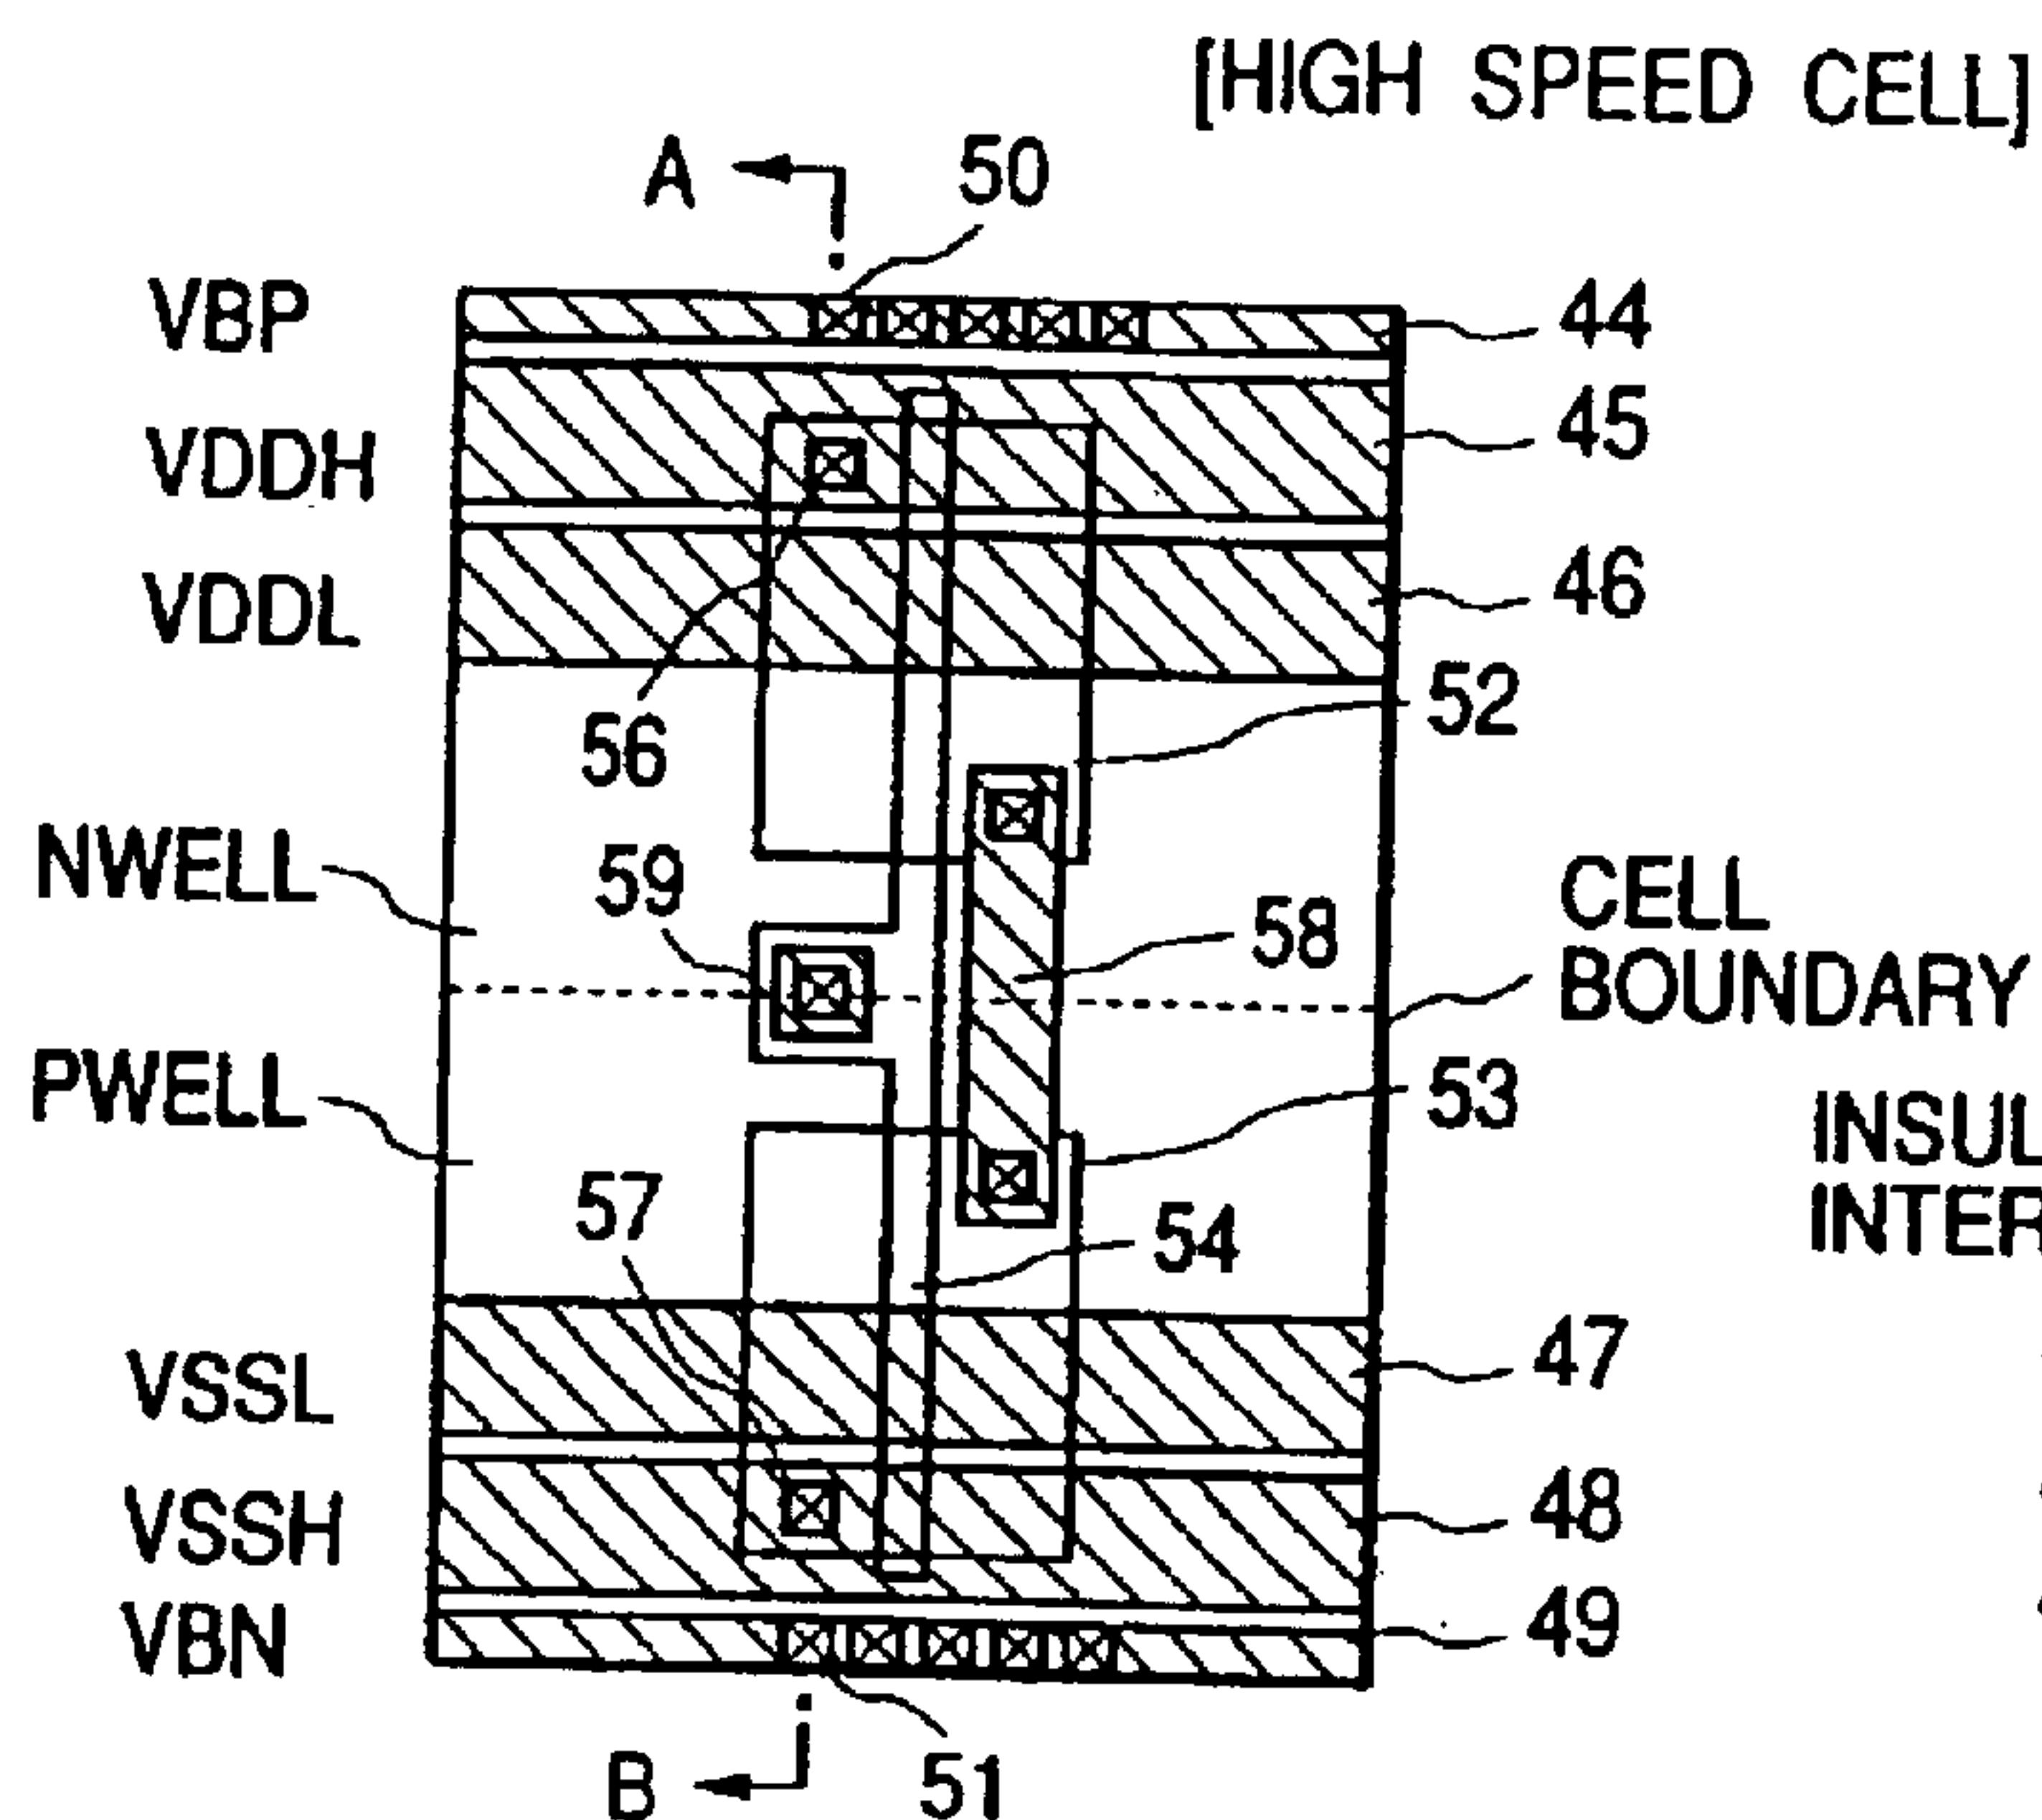 [HIGH SPEED CELL]
A
50
VBP
44
VDDH
45
VDDL
46
52
56
NWELL
59
58
CELL
BOUNDARY
PWELL
53
57
54
VSSL
47
VSSH
48
VBN
49
B
51